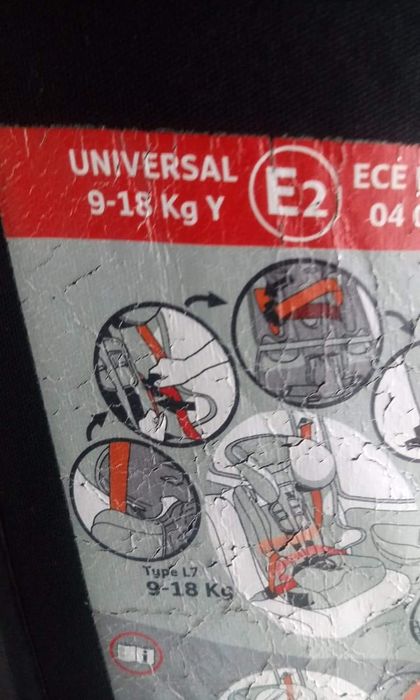 UNIVERSAL
9-18 Kg Y
E2
ECE
04
Type L7
9-18 Kg
i